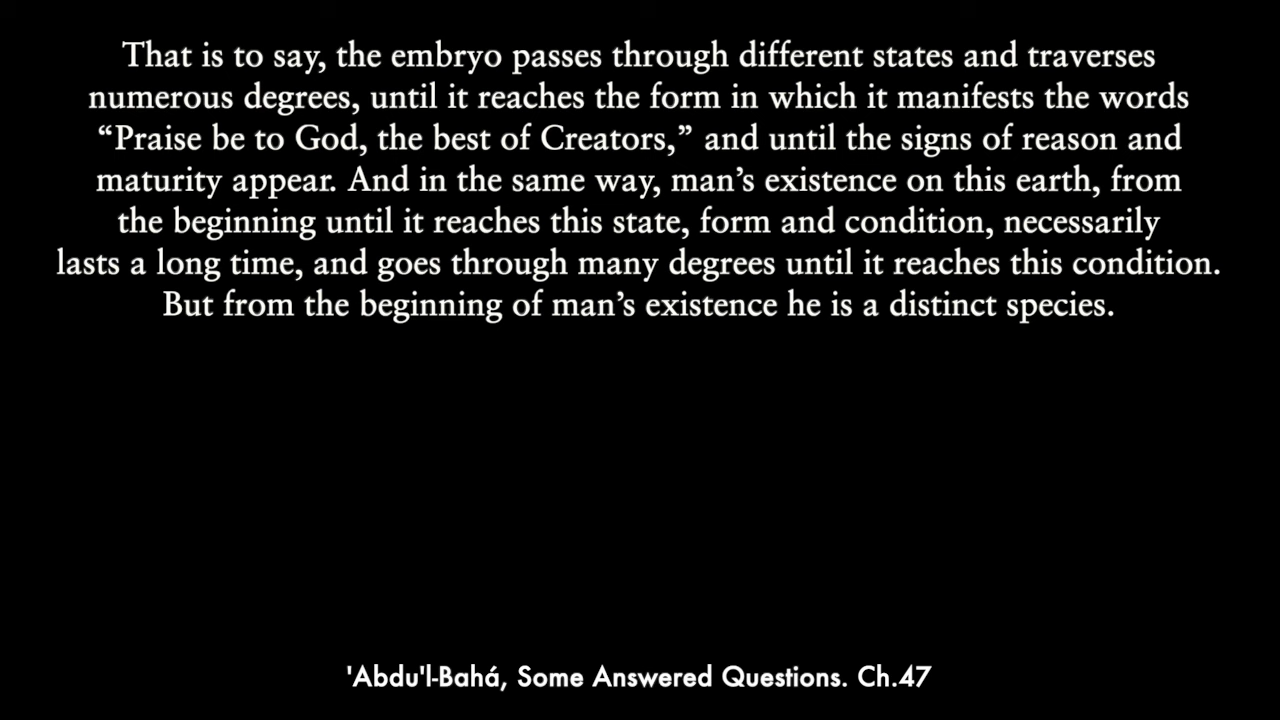 That is to say, the embryo passes through different states and traverses
numerous degrees, until it reaches the form in which it manifests the words
“Praise be to God, the best of Creators,” and until the signs of reason and
maturity appear. And in the same way, man’s existence on this earth, from
the beginning until it reaches this state, form and condition, necessarily
lasts a long time, and goes through many degrees until it reaches this condition.
But from the beginning of man’s existence he is a distinct species.
'Abdu'l-Bahá, Some Answered Questions. Ch.47